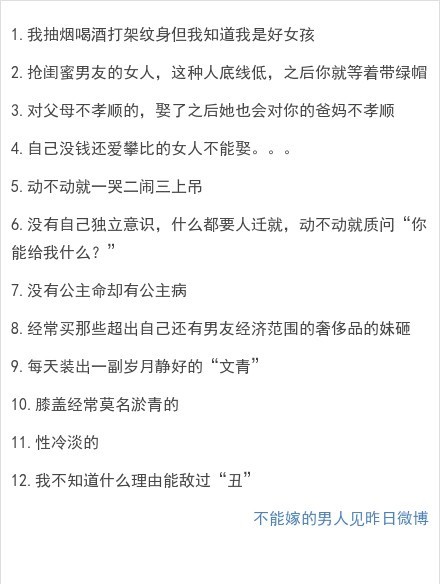 1. 我抽烟喝酒打架纹身但我知道我是好女孩
2. 抢闺蜜男友的女人，这种人底线低，之后你就等着带绿帽
3. 对父母不孝顺的，娶了之后她也会对你的爸妈不孝顺
4. 自己没钱还爱攀比的女人不能娶。。。
5. 动不动就一哭二闹三上吊
6. 没有自己独立意识，什么都要人迁就，动不动就质问“你
能给我什么？”
7. 没有公主命却有公主病
8. 经常买那些超出自己还有男友经济范围的奢侈品的妹砸
9. 每天装出一副岁月静好的“文青”
10. 膝盖经常莫名淤青的
11. 性冷淡的
12. 我不知道什么理由能敌过“丑”
不能嫁的男人见昨日微博